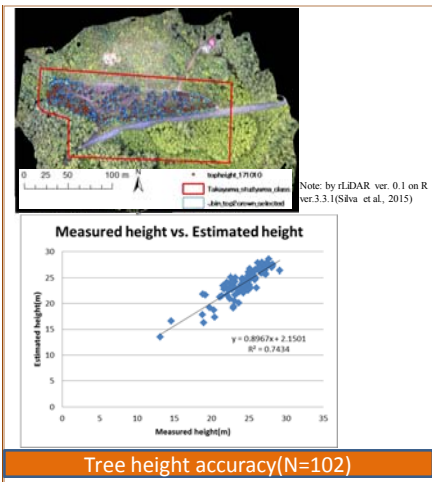 0 25 50 100 m N
topheight_171010
Takayama_studyarea_class
Note: by rLiDAR ver. 0.1 on R
ver.3.3.1(Silva et al., 2015)
Measured height vs. Estimated height
30
25
20
15
10
5
0
Estimated height(m)
y = 0.8967x + 2.1501
R² = 0.7434
0 5 10 15 20 25 30 35
Measured height(m)
Tree height accuracy(N=102)